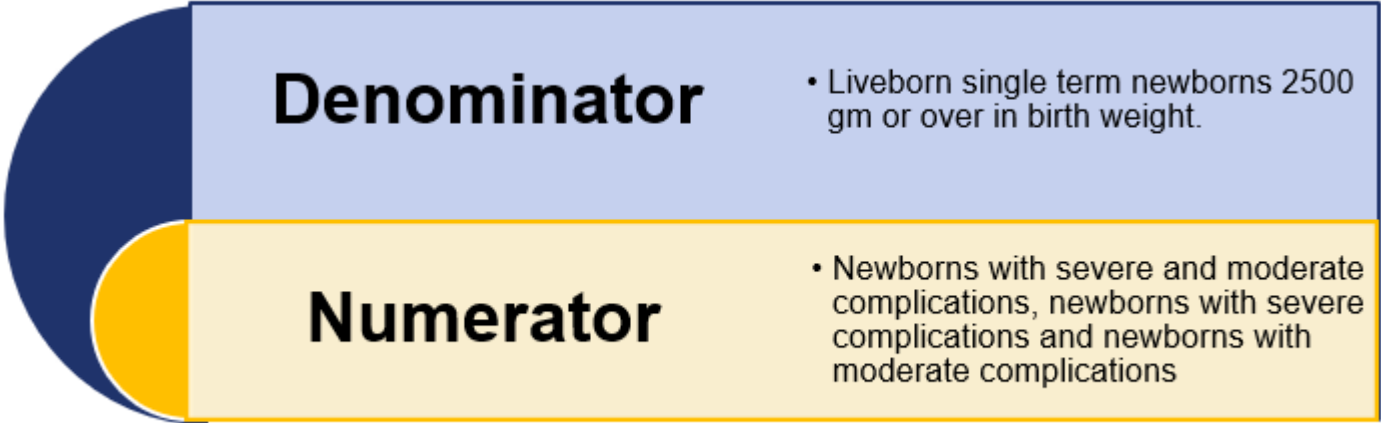 Denominator
• Liveborn single term newborns 2500
gm or over in birth weight.
Numerator
• Newborns with severe and moderate
complications, newborns with severe
complications and newborns with
moderate complications